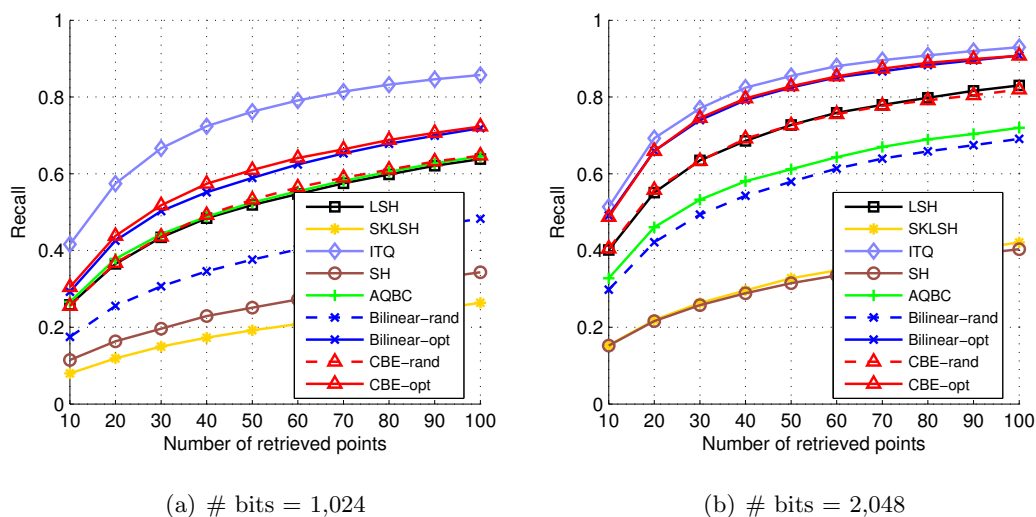 1
0.8
0.6
0.4
0.2
0
Recall
10 20 30 40 50 60 70 80 90 100
Number of retrieved points
LSH
SKLSH
ITQ
SH
AQBC
Bilinear−rand
Bilinear−opt
CBE−rand
CBE−opt
(a) # bits = 1,024
1
0.8
0.6
0.4
0.2
0
Recall
10 20 30 40 50 60 70 80 90 100
Number of retrieved points
LSH
SKLSH
ITQ
SH
AQBC
Bilinear−rand
Bilinear−opt
CBE−rand
CBE−opt
(b) # bits = 2,048